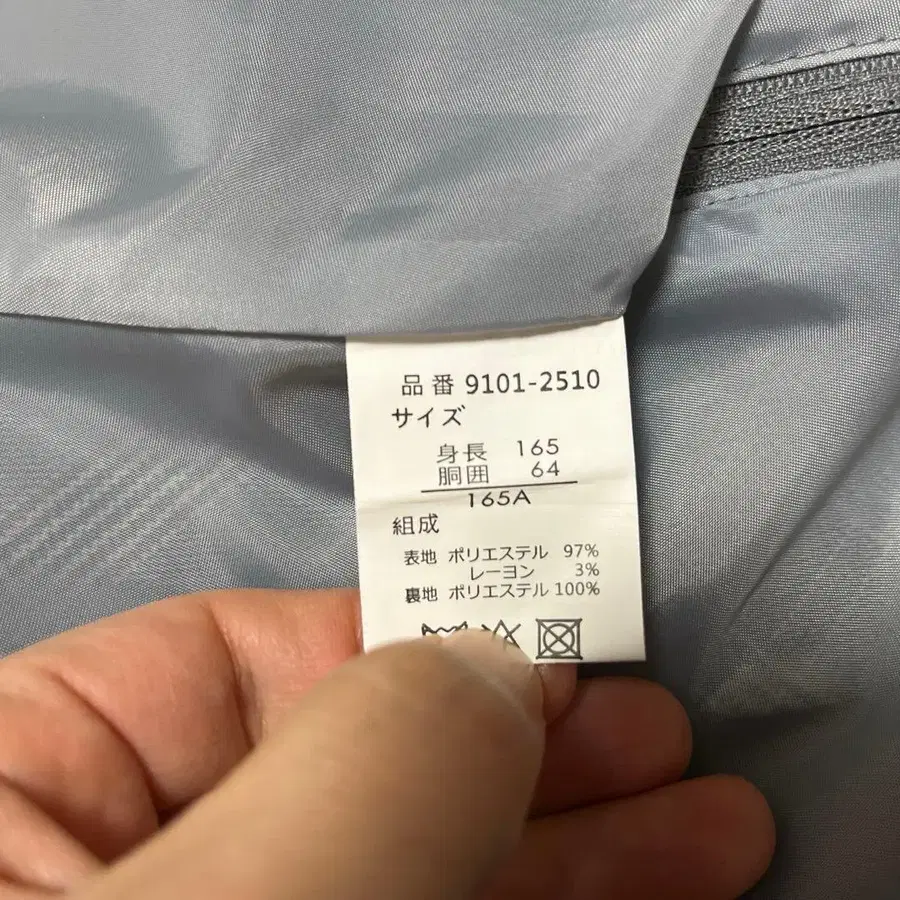 品番 9101-2510
サイズ
身長 165
胴囲 64
165A
組成
表地 ポリエステル 97%
レーヨン 3%
裏地 ポリエステル 100%